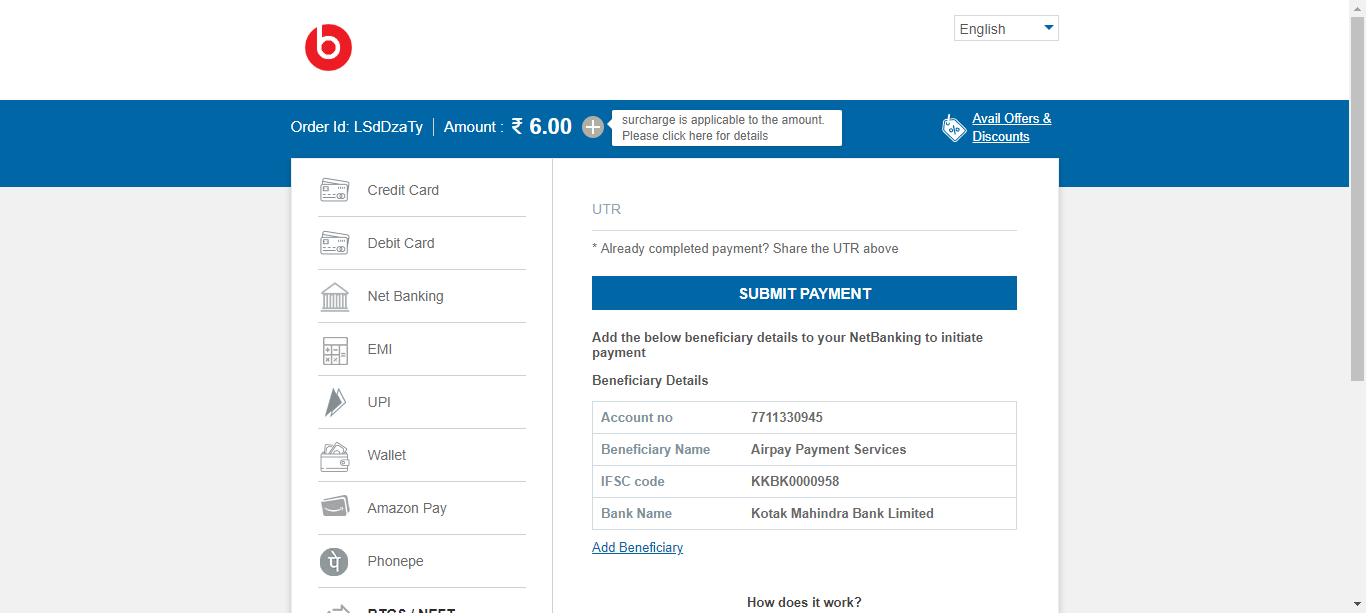 b
English
Order Id: LSdDzaTy
Amount : ₹ 6.00
surcharge is applicable to the amount.
Please click here for details
Avail Offers &
Discounts
Credit Card
Debit Card
Net Banking
EMI
UPI
Wallet
Amazon Pay
Phonepe
RTGS / NEFT
UTR
* Already completed payment? Share the UTR above
SUBMIT PAYMENT
Add the below beneficiary details to your NetBanking to initiate
payment
Beneficiary Details
Account no 7711330945
Beneficiary Name Airpay Payment Services
IFSC code KKBK0000958
Bank Name Kotak Mahindra Bank Limited
Add Beneficiary
How does it work?